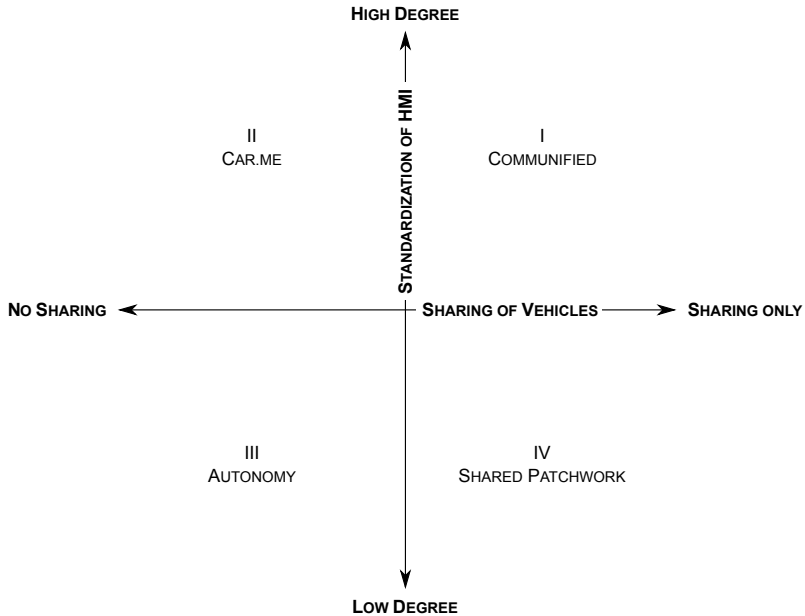 HIGH DEGREE
STANDARDIZATION OF HMI
II
CAR.ME
I
COMMUNIFIED
NO SHARING
SHARING OF VEHICLES
SHARING ONLY
III
AUTONOMY
IV
SHARED PATCHWORK
LOW DEGREE